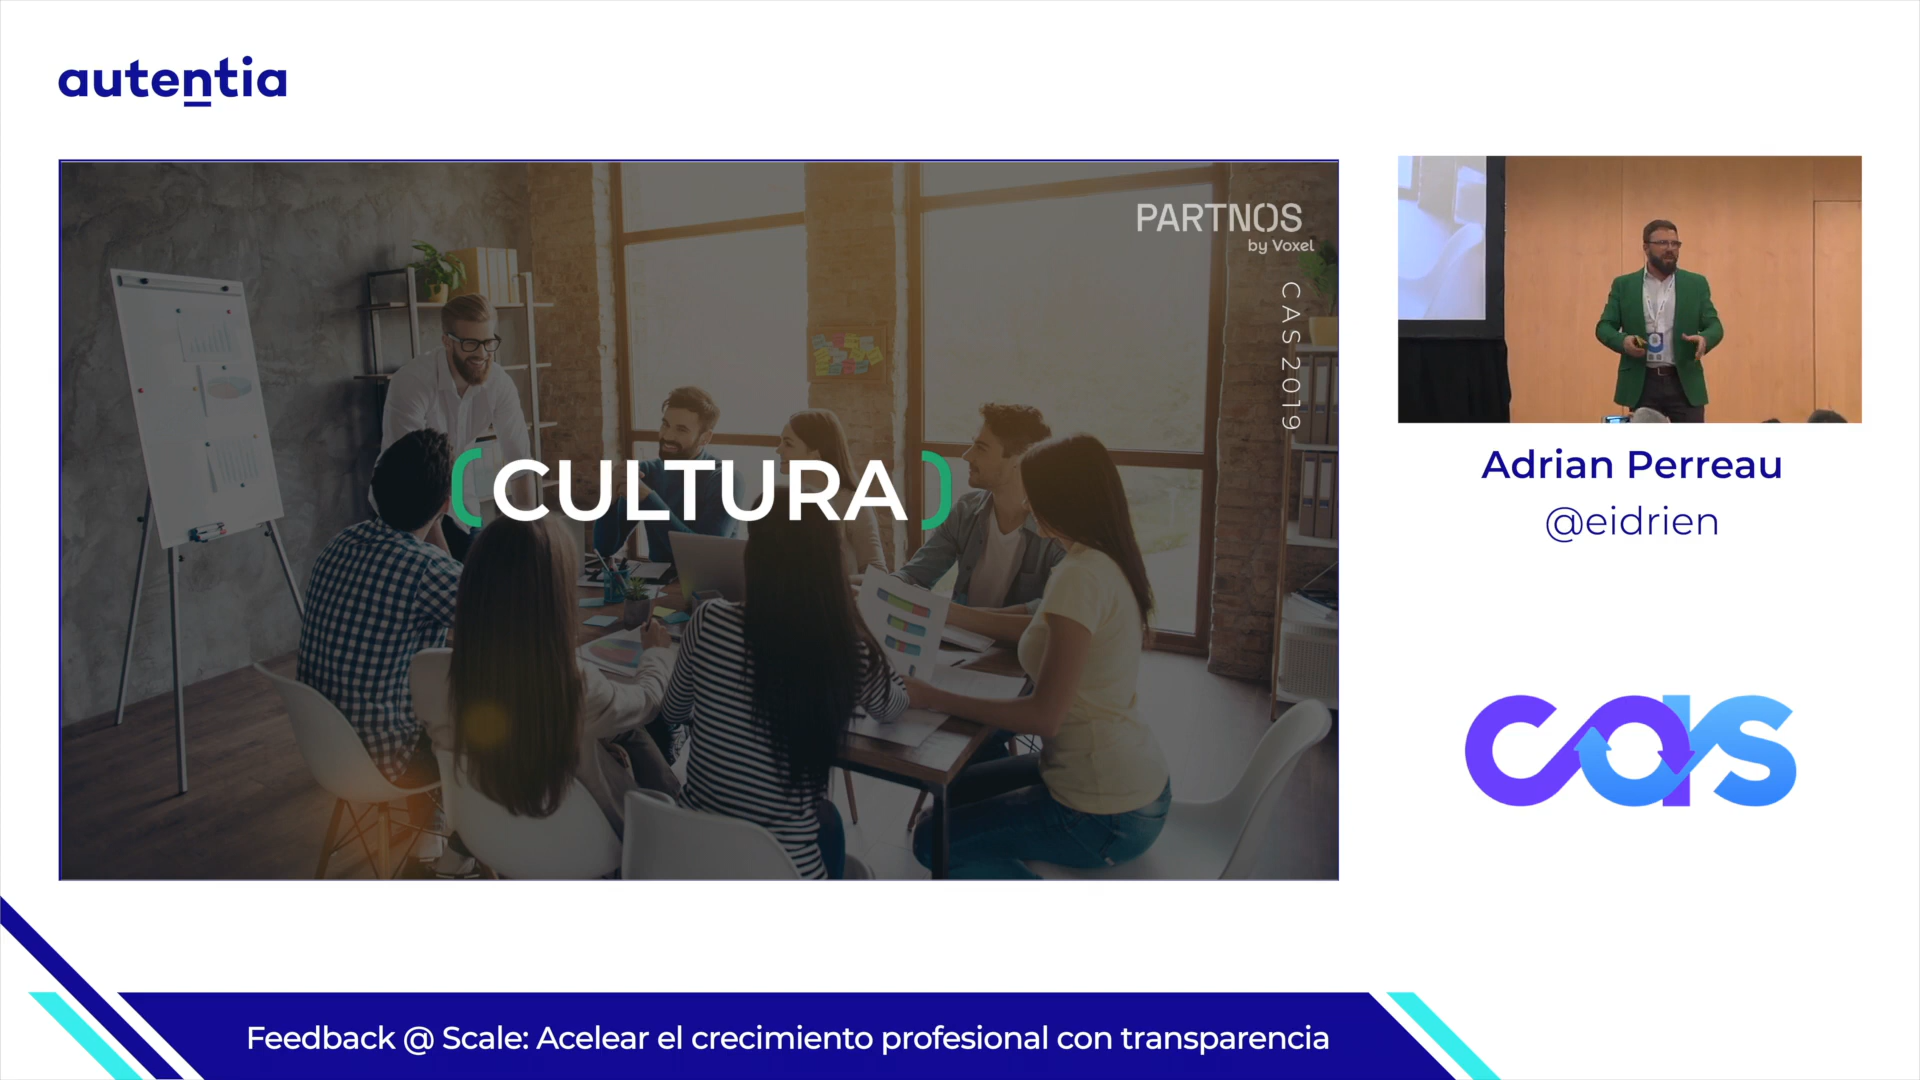 autentia
PARTNOS
by Voxel
CAS 2019
CULTURA
Adrian Perreau
@eidrien
cas
Feedback @ Scale: Acelear el crecimiento profesional con transparencia